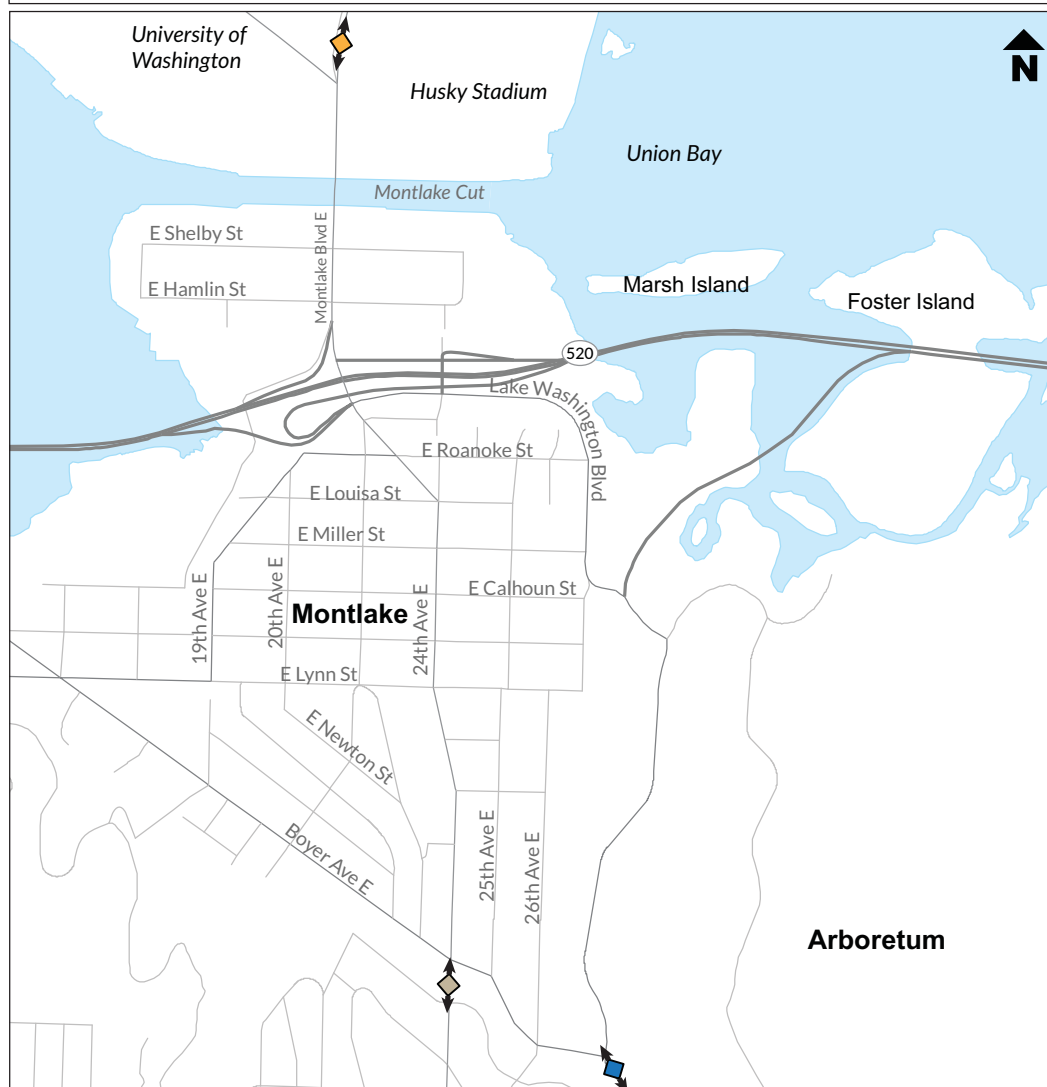 University of
Washington
N
Husky Stadium
Union Bay
Montlake Cut
Montlake Blvd E
E Shelby St
E Hamlin St
Marsh Island
Foster Island
520
Lake Washington Blvd
E Roanoke St
E Louisa St
E Miller St
E Calhoun St
19th Ave E
20th Ave E
Montlake
24th Ave E
E Lynn St
E Newton St
Boyer Ave E
25th Ave E
26th Ave E
Arboretum